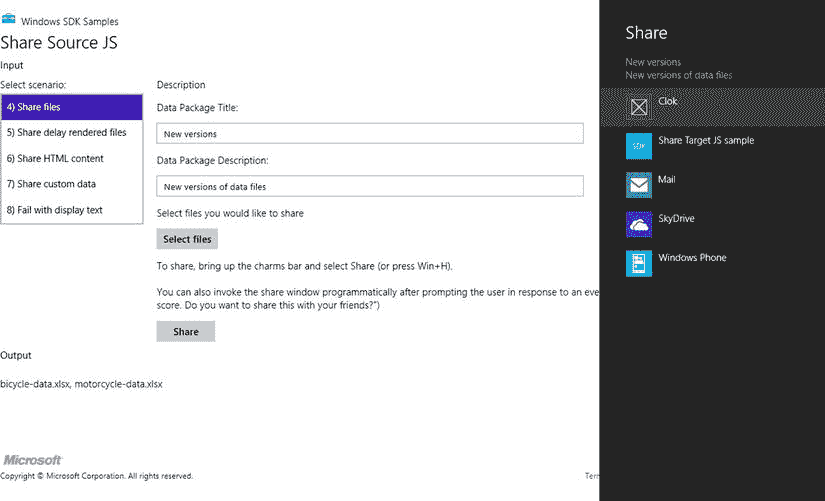 Windows SDK Samples
Share Source JS
Input
Select scenario:
4) Share files
5) Share delay rendered files
6) Share HTML content
7) Share custom data
8) Fail with display text
Description
Data Package Title:
New versions
Data Package Description:
New versions of data files
Select files you would like to share
Select files
To share, bring up the charms bar and select Share (or press Win+H).
You can also invoke the share window programmatically after prompting the user in response to an eve
score. Do you want to share this with your friends?")
Share
Output
bicycle-data.xlsx, motorcycle-data.xlsx
Microsoft
Copyright © Microsoft Corporation. All rights reserved.
Term
Share
New versions
New versions of data files
Clok
SDK
Share Target JS sample
Mail
SkyDrive
Windows Phone